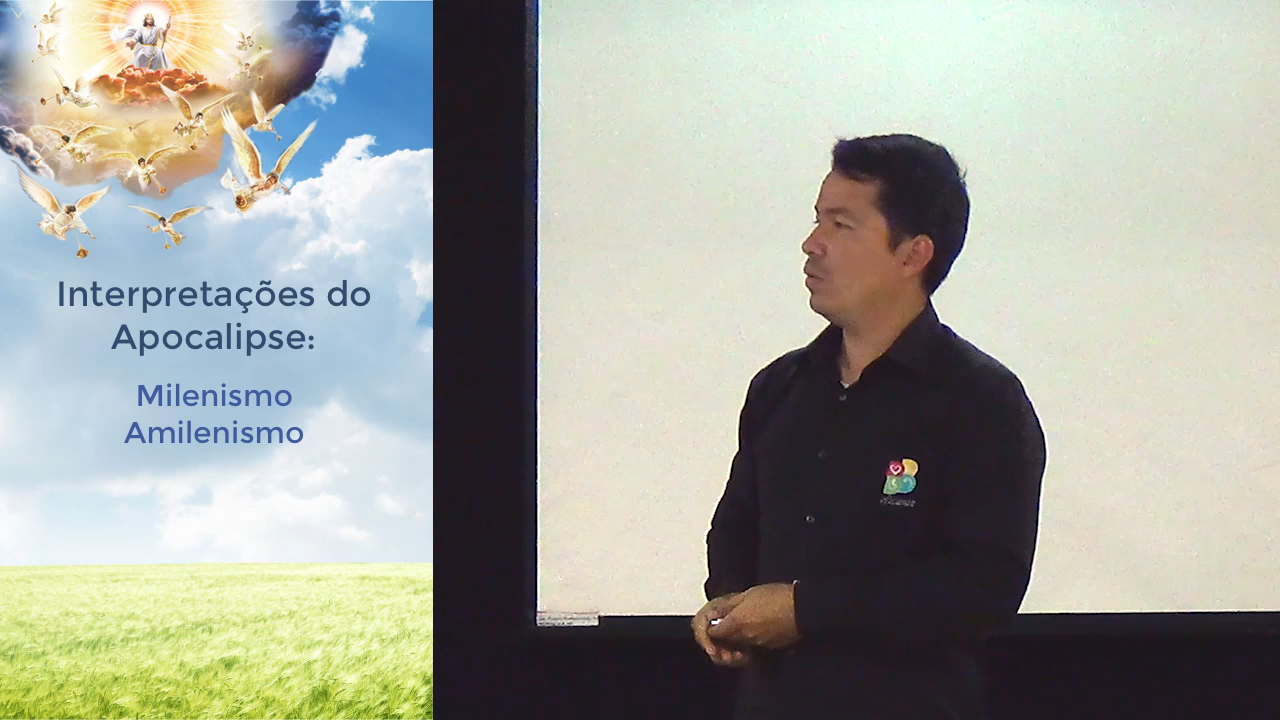 Interpretações do
Apocalipse:
Milenismo
Amilenismo